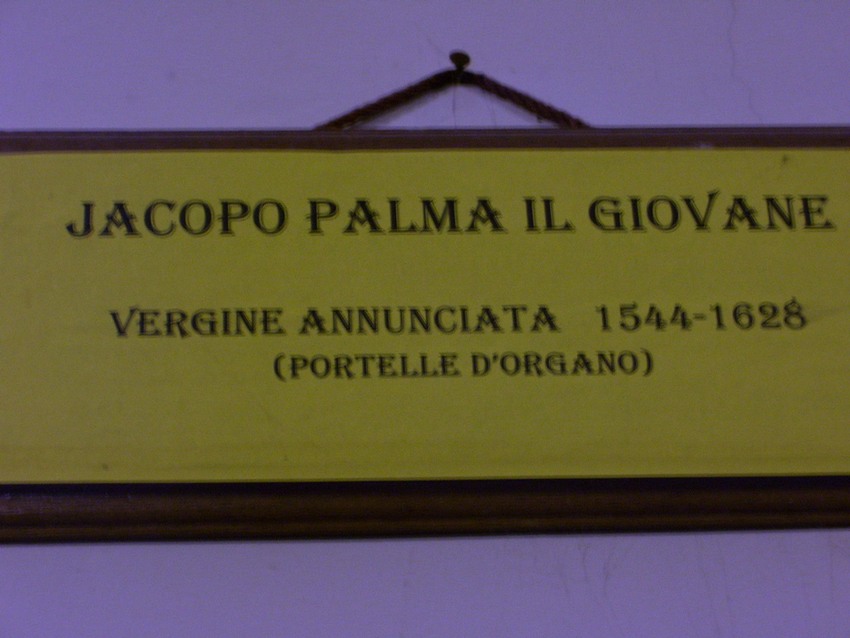 JACOPO PALMA IL GIOVANE
VERGINE ANNUNCIATA 1544-1628
(PORTELLE D'ORGANO)